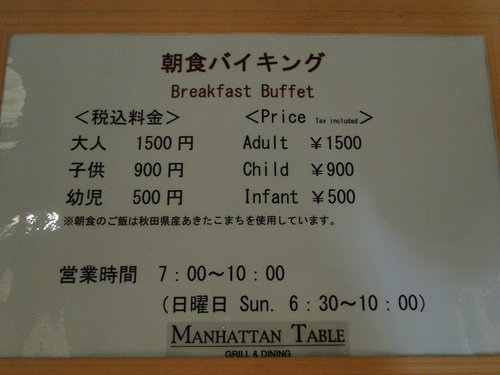 朝食バイキング
Breakfast Buffet
＜税込料金＞ ＜Price Tax included＞
大人 1500円 Adult ￥1500
子供 900円 Child ￥900
幼児 500円 Infant ￥500
※朝食のご飯は秋田県産あきたこまちを使用しています。
営業時間 7：00～10：00
（日曜日 Sun. 6：30～10：00）
MANHATTAN TABLE
GRILL & DINING